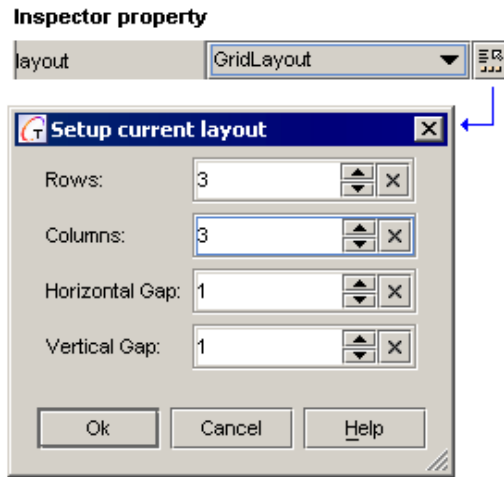 Inspector property
layout GridLayout
Setup current layout
Rows: 3
Columns: 3
Horizontal Gap: 1
Vertical Gap: 1
Ok Cancel Help